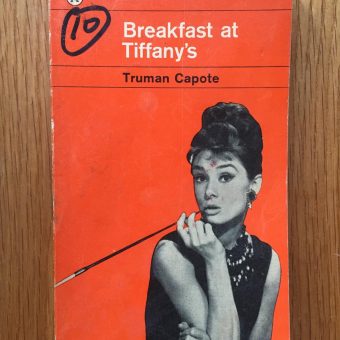 10
Breakfast at
Tiffany's
Truman Capote